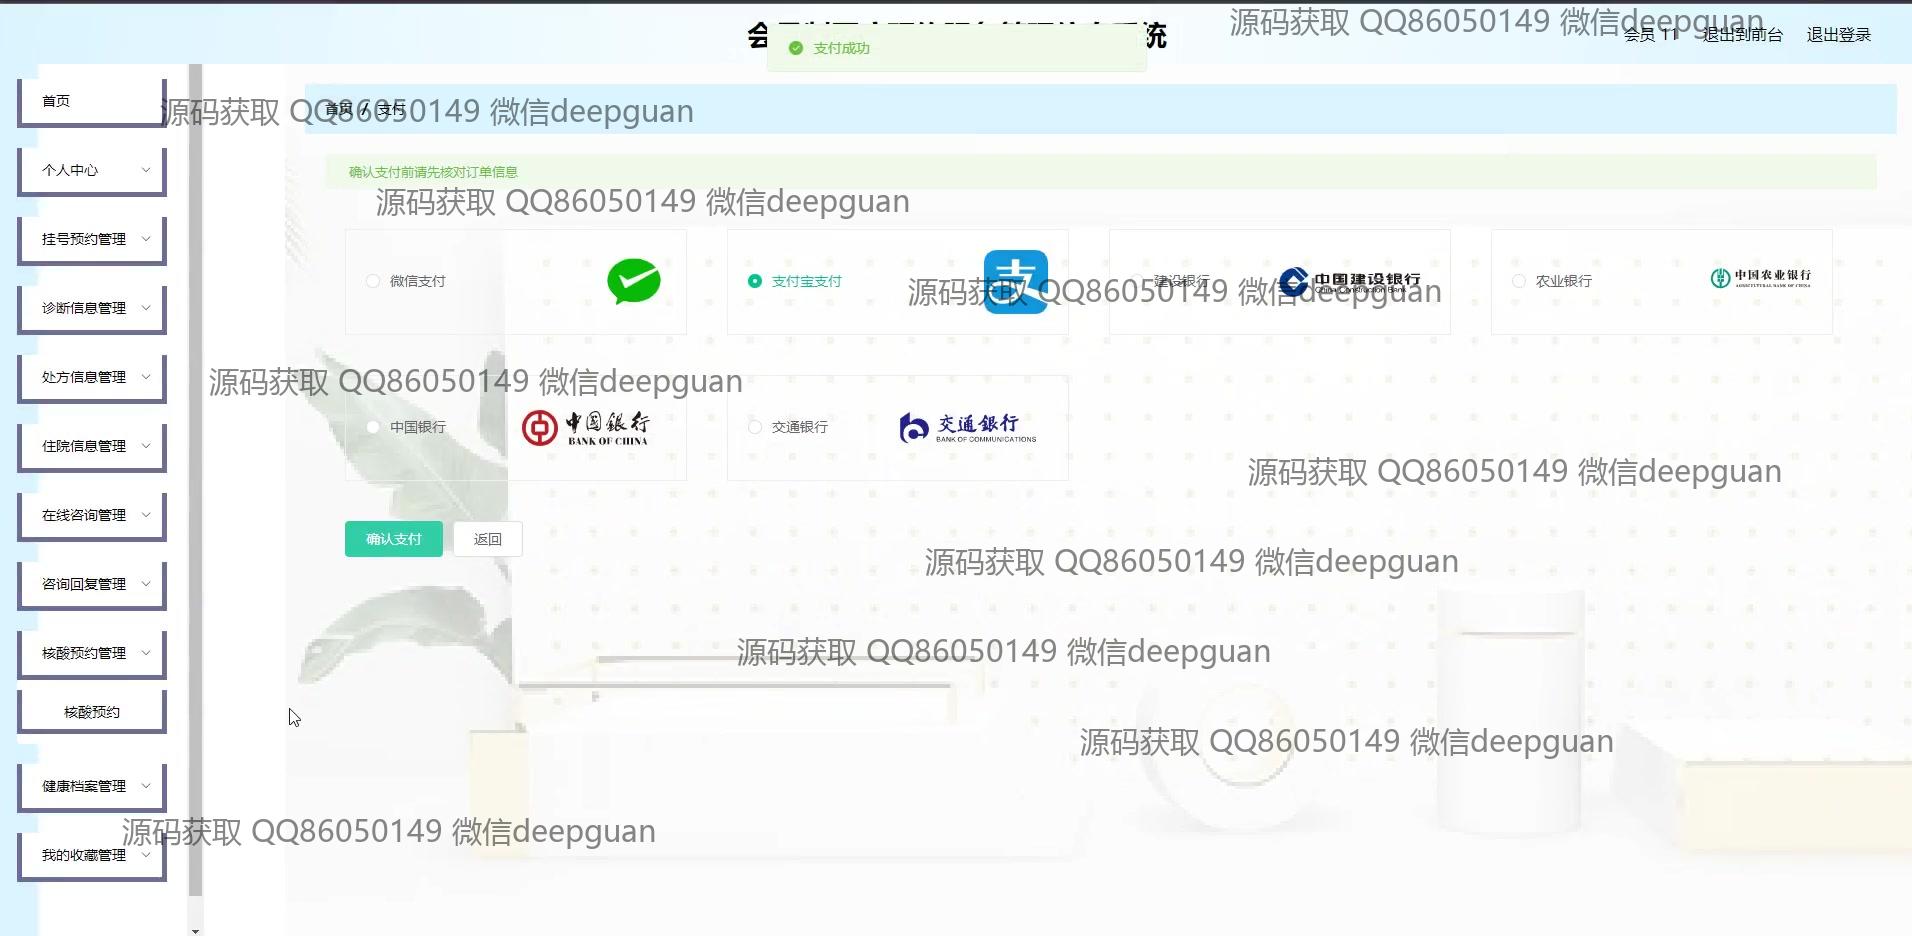 源码获取 QQ86050149 微信deepguan
会员 11 退出到前台 退出登录
支付成功
首页 / 支付
源码获取 QQ86050149 微信deepguan
确认支付前请先核对订单信息
源码获取 QQ86050149 微信deepguan
微信支付
支付宝支付
建设银行
中国建设银行
China Construction Bank
农业银行
中国农业银行
AGRICULTURAL BANK OF CHINA
源码获取 QQ86050149 微信deepguan
源码获取 QQ86050149 微信deepguan
中国银行
中国银行
BANK OF CHINA
交通银行
交通銀行
BANK OF COMMUNICATIONS
源码获取 QQ86050149 微信deepguan
确认支付
返回
源码获取 QQ86050149 微信deepguan
源码获取 QQ86050149 微信deepguan
源码获取 QQ86050149 微信deepguan
源码获取 QQ86050149 微信deepguan
首页
个人中心
挂号预约管理
诊断信息管理
处方信息管理
住院信息管理
在线咨询管理
咨询回复管理
核酸预约管理
核酸预约
健康档案管理
我的收藏管理